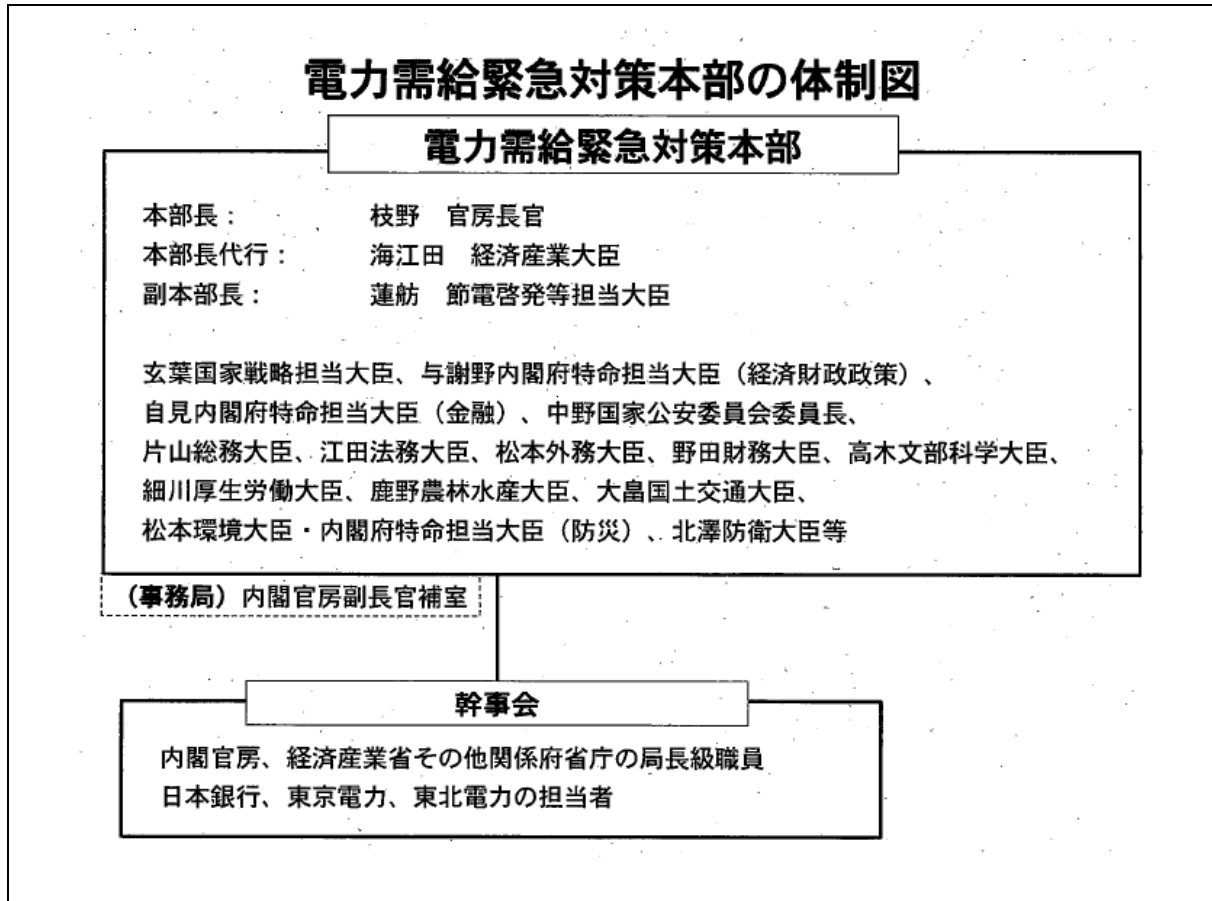 電力需給緊急対策本部の体制図
電力需給緊急対策本部
本部長： 枝野　官房長官
本部長代行： 海江田　経済産業大臣
副本部長： 蓮舫　節電啓発等担当大臣
玄葉国家戦略担当大臣、与謝野内閣府特命担当大臣（経済財政政策）、
自見内閣府特命担当大臣（金融）、中野国家公安委員会委員長、
片山総務大臣、江田法務大臣、松本外務大臣、野田財務大臣、高木文部科学大臣、
細川厚生労働大臣、鹿野農林水産大臣、大畠国土交通大臣、
松本環境大臣・内閣府特命担当大臣（防災）、北澤防衛大臣等
（事務局）内閣官房副長官補室
幹事会
内閣官房、経済産業省その他関係府省庁の局長級職員
日本銀行、東京電力、東北電力の担当者